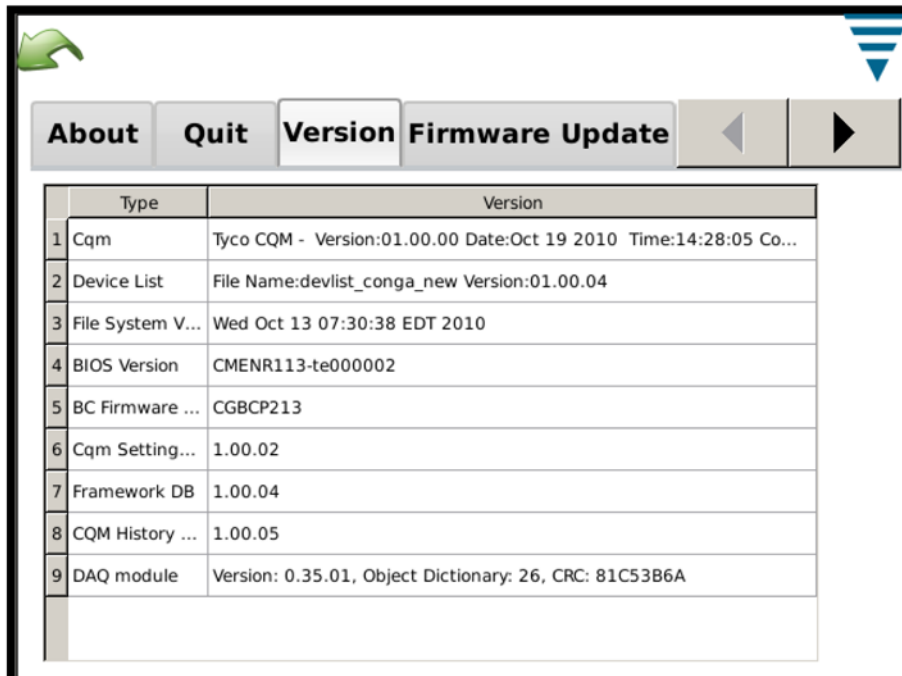 About Quit Version Firmware Update
Type Version
1 Cqm Tyco CQM -  Version:01.00.00 Date:Oct 19 2010  Time:14:28:05 Co...
2 Device List File Name:devlist_conga_new Version:01.00.04
3 File System V... Wed Oct 13 07:30:38 EDT 2010
4 BIOS Version CMENR113-te000002
5 BC Firmware ... CGBCP213
6 Cqm Setting... 1.00.02
7 Framework DB 1.00.04
8 CQM History ... 1.00.05
9 DAQ module Version: 0.35.01, Object Dictionary: 26, CRC: 81C53B6A